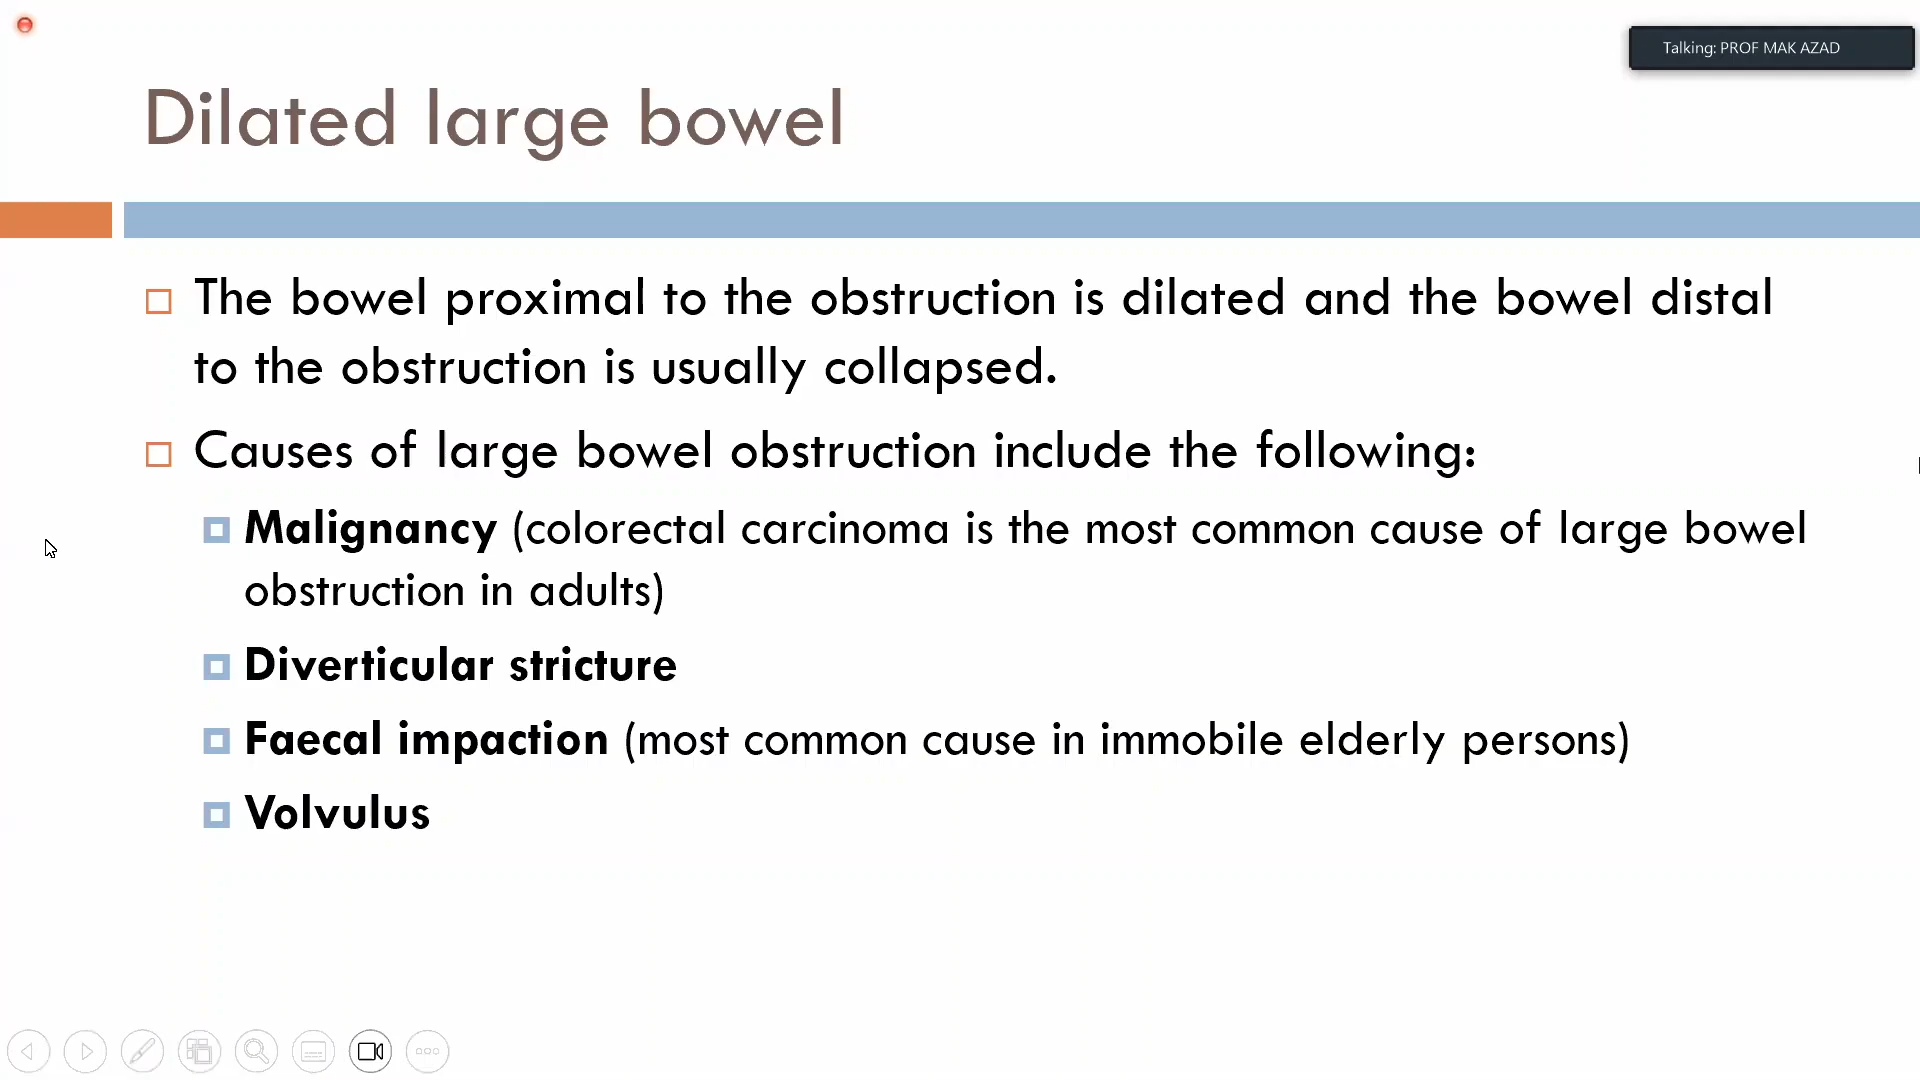 Talking: PROF MAK AZAD
Dilated large bowel
The bowel proximal to the obstruction is dilated and the bowel distal
to the obstruction is usually collapsed.
Causes of large bowel obstruction include the following:
Malignancy (colorectal carcinoma is the most common cause of large bowel
obstruction in adults)
Diverticular stricture
Faecal impaction (most common cause in immobile elderly persons)
Volvulus